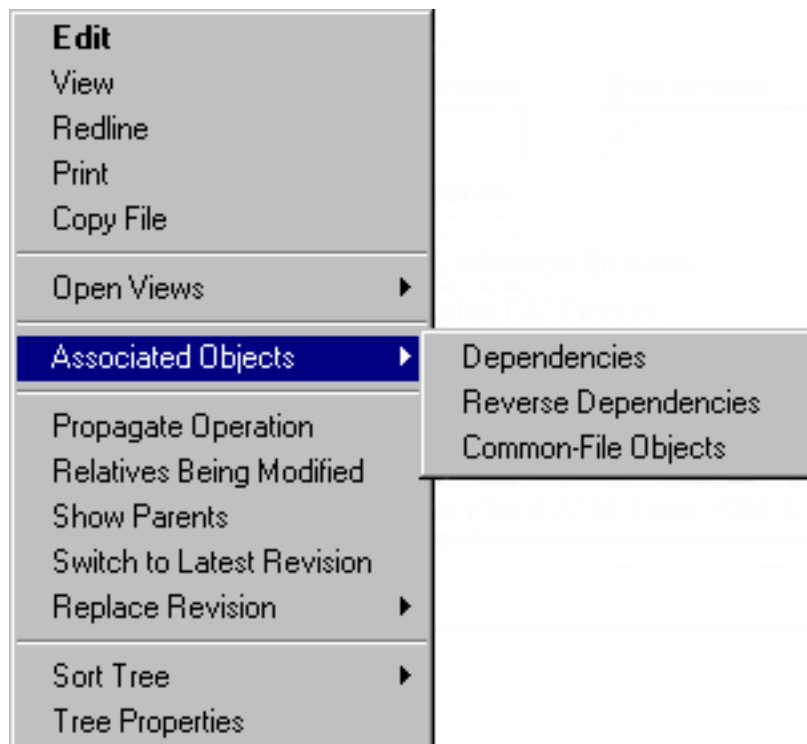 Edit
View
Redline
Print
Copy File
Open Views
Associated Objects
Dependencies
Reverse Dependencies
Common-File Objects
Propagate Operation
Relatives Being Modified
Show Parents
Switch to Latest Revision
Replace Revision
Sort Tree
Tree Properties